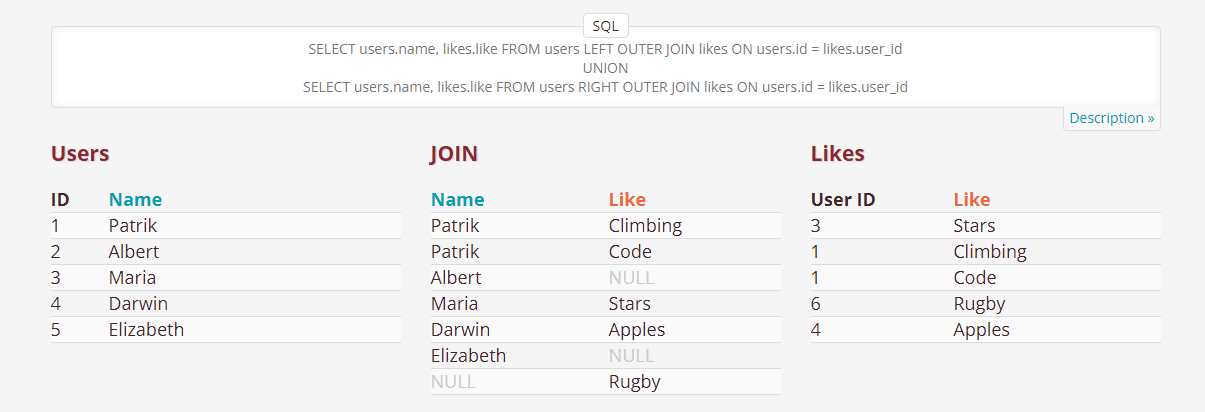 SQL
SELECT users.name, likes.like FROM users LEFT OUTER JOIN likes ON users.id = likes.user_id
UNION
SELECT users.name, likes.like FROM users RIGHT OUTER JOIN likes ON users.id = likes.user_id
Description »
Users
ID Name
1 Patrik
2 Albert
3 Maria
4 Darwin
5 Elizabeth
JOIN
Name Like
Patrik Climbing
Patrik Code
Albert NULL
Maria Stars
Darwin Apples
Elizabeth NULL
NULL Rugby
Likes
User ID Like
3 Stars
1 Climbing
1 Code
6 Rugby
4 Apples